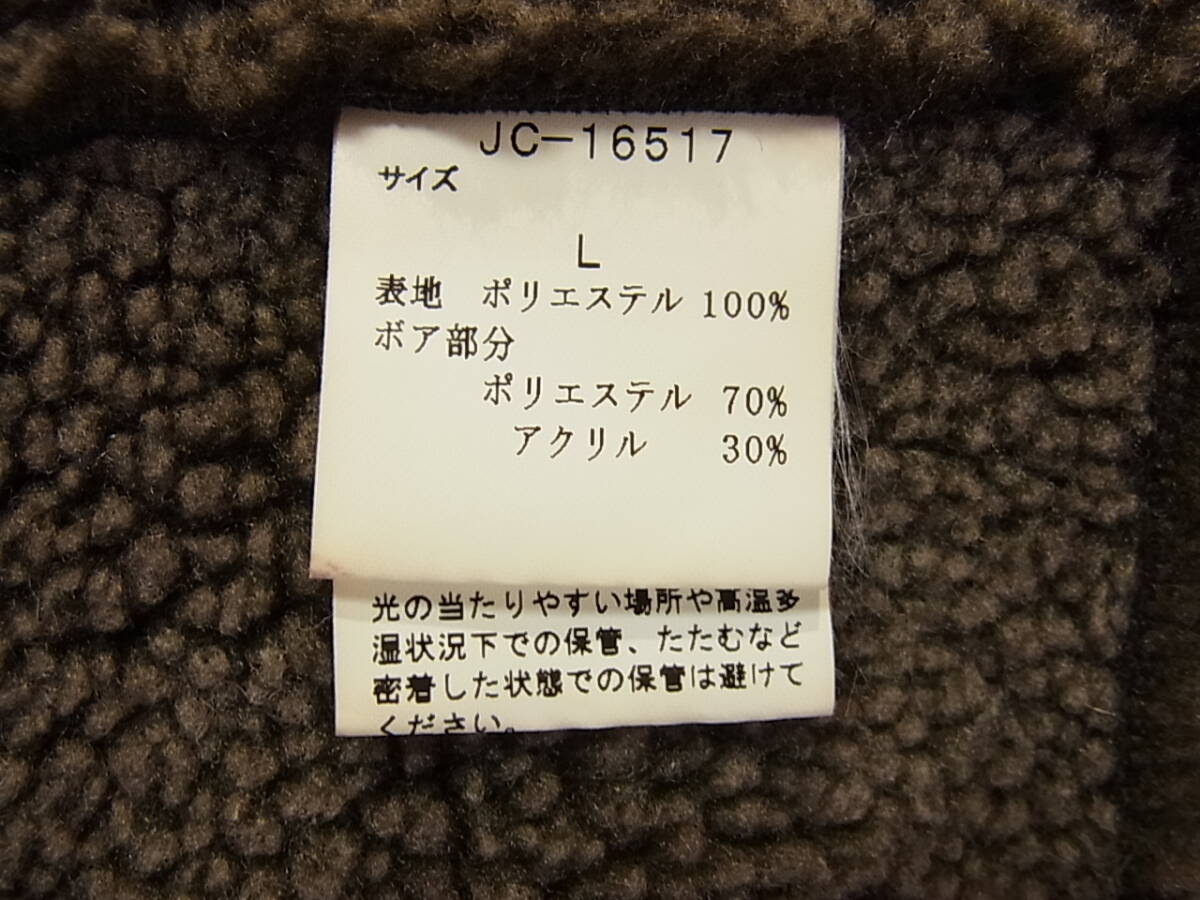 JC-16517
サイズ
L
表地 ポリエステル 100%
ボア部分
ポリエステル 70%
アクリル 30%
光の当たりやすい場所や高温多
湿状況下での保管、たたむなど
密着した状態での保管は避けて
ください。